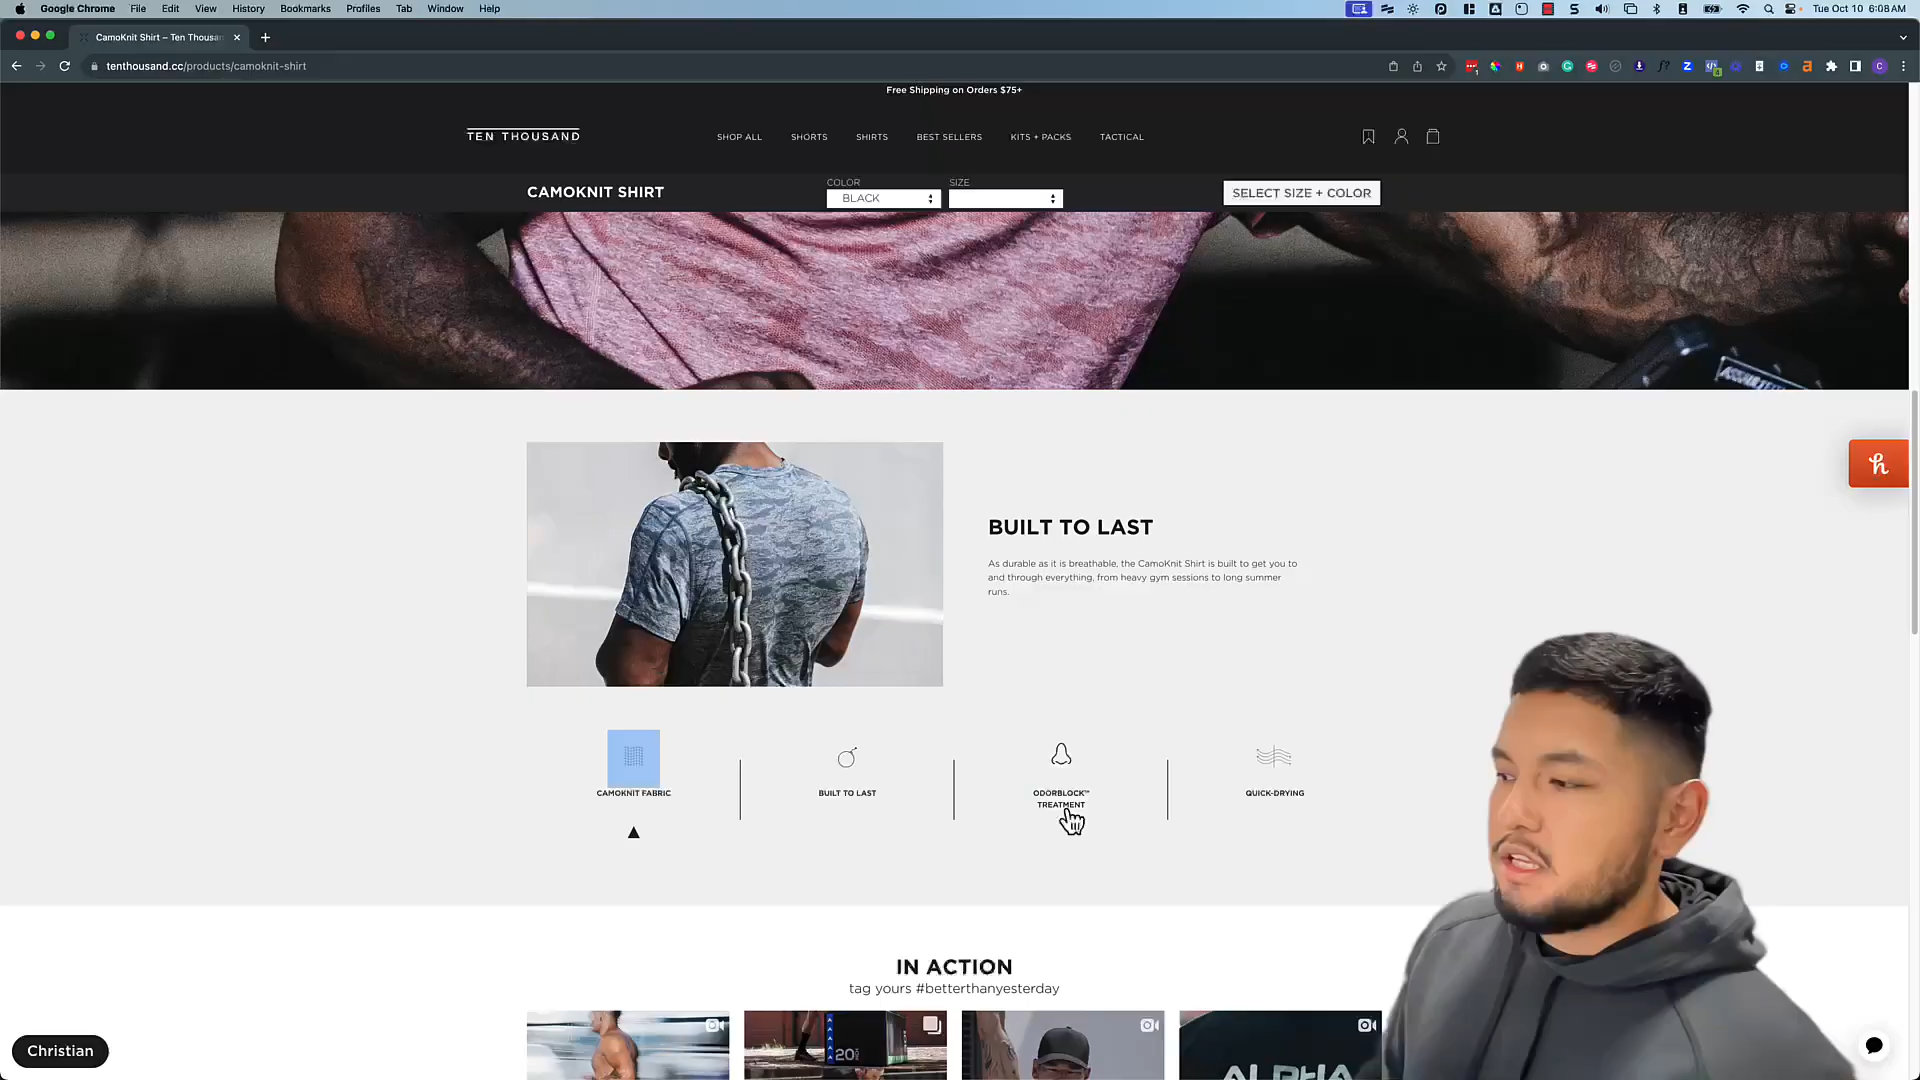 Google Chrome File Edit View History Bookmarks Profiles Tab Window Help
Tue Oct 10 6:08 AM
CamoKnit Shirt – Ten Thousan
tenthousand.cc/products/camoknit-shirt
Free Shipping on Orders $75+
TEN THOUSAND
SHOP ALL SHORTS SHIRTS BEST SELLERS KITS + PACKS TACTICAL
CAMOKNIT SHIRT
COLOR
BLACK
SIZE
SELECT SIZE + COLOR
BUILT TO LAST
As durable as it is breathable, the CamoKnit Shirt is built to get you to
and through everything, from heavy gym sessions to long summer
runs.
CAMOKNIT FABRIC
BUILT TO LAST
ODORBLOCK™
TREATMENT
QUICK-DRYING
IN ACTION
tag yours #betterthanyesterday
20
ALPHA
Christian